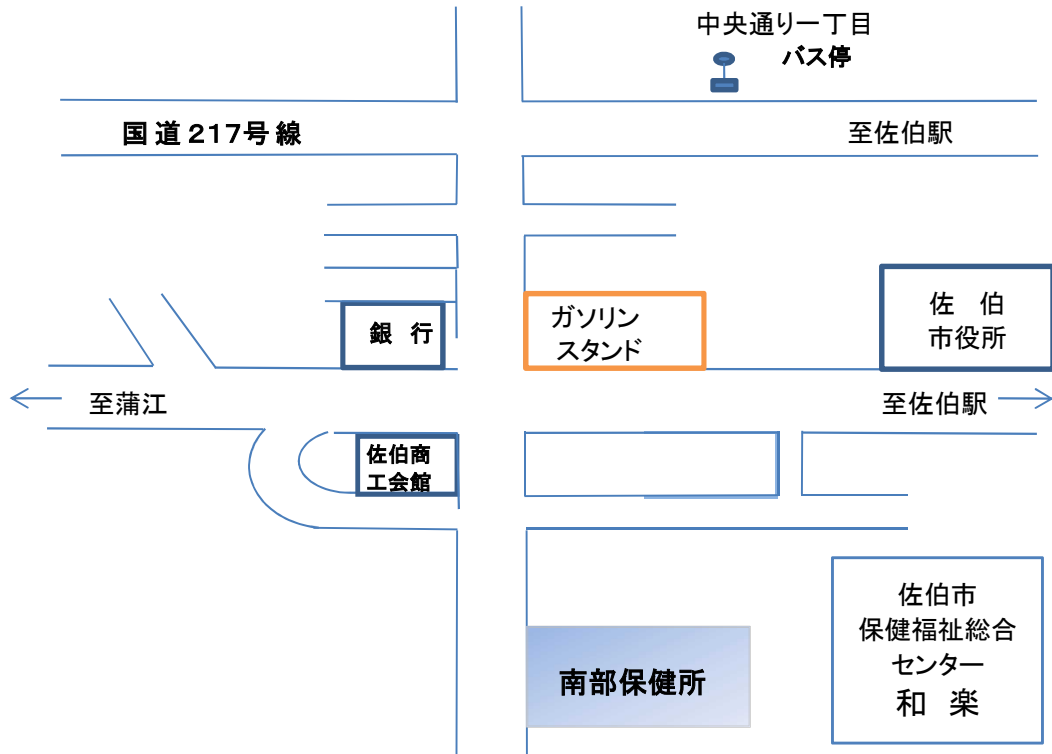 中央通り一丁目
バス停
国道217号線
至佐伯駅
銀 行
ガソリン
スタンド
佐 伯
市役所
至蒲江
至佐伯駅
佐伯商
工会館
佐伯市
保健福祉総合
センター
和 楽
南部保健所